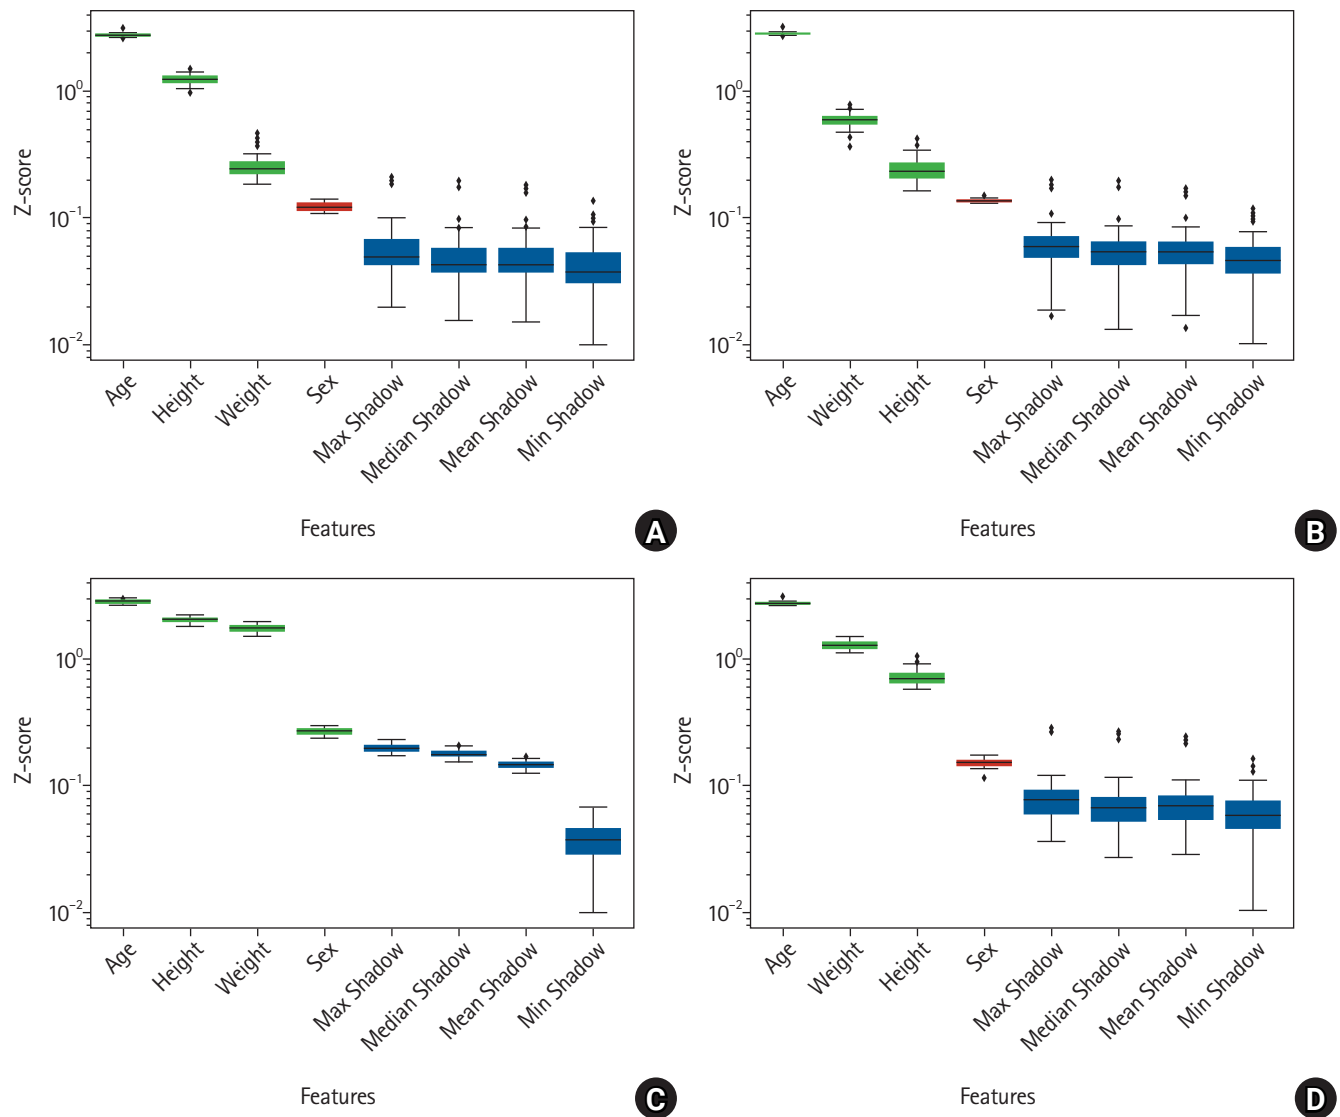 Z-score
10⁰
10⁻¹
10⁻²
Age
Height
Weight
Sex
Max Shadow
Median Shadow
Mean Shadow
Min Shadow
Features
A
Z-score
10⁰
10⁻¹
10⁻²
Age
Weight
Height
Sex
Max Shadow
Median Shadow
Mean Shadow
Min Shadow
Features
B
Z-score
10⁰
10⁻¹
10⁻²
Age
Height
Weight
Sex
Max Shadow
Median Shadow
Mean Shadow
Min Shadow
Features
C
Z-score
10⁰
10⁻¹
10⁻²
Age
Weight
Height
Sex
Max Shadow
Median Shadow
Mean Shadow
Min Shadow
Features
D